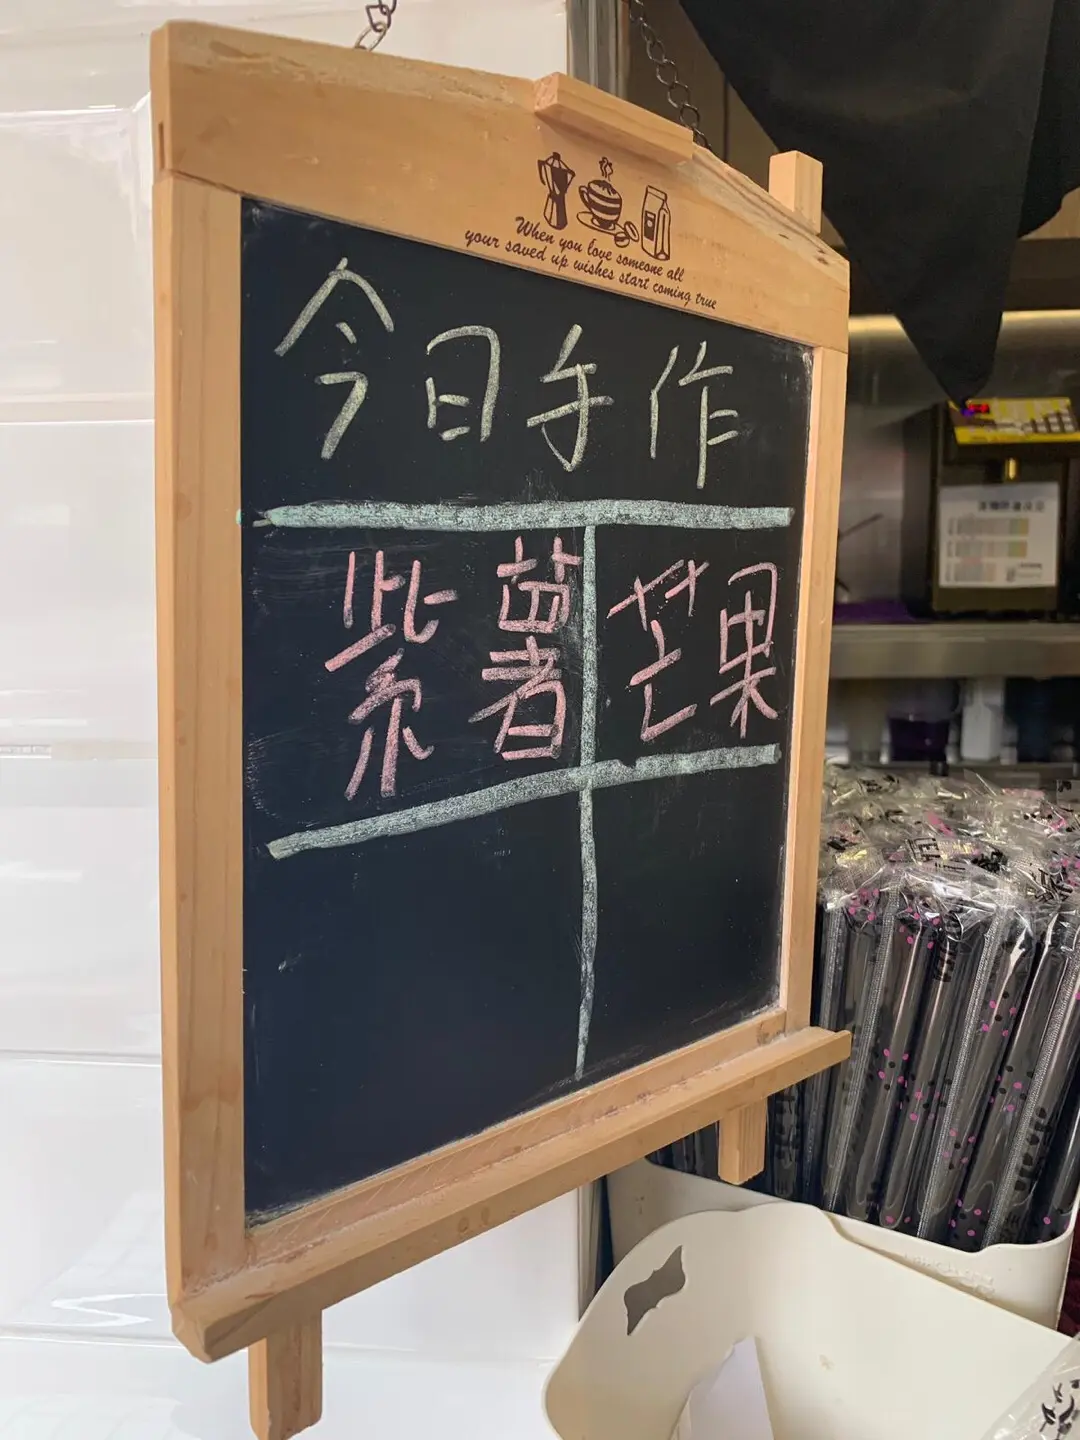 When you love someone all
your saved up wishes start coming true
今日手作
紫薯 芒果